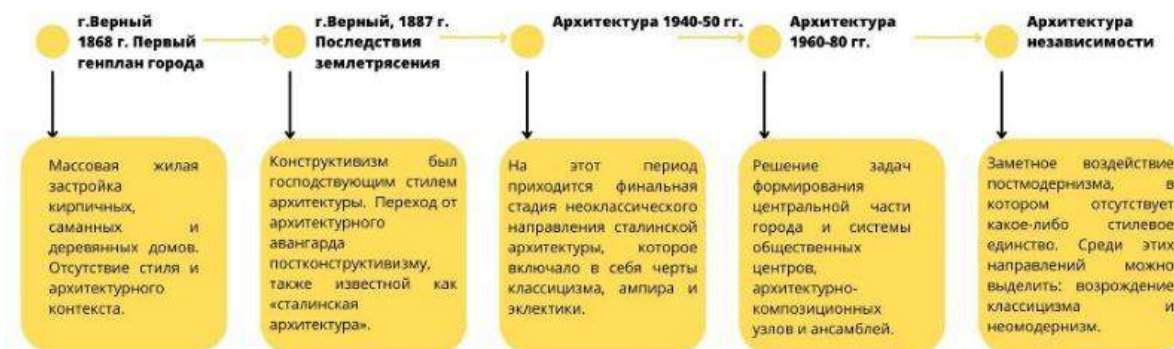 г.Верный
1868 г. Первый
генплан города
Массовая жилая
застройка
кирпичных,
саманных и
деревянных домов.
Отсутствие стиля и
архитектурного
контекста.
г.Верный, 1887 г.
Последствия
землетрясения
Конструктивизм был
господствующим стилем
архитектуры. Переход от
архитектурного
авангарда
постконструктивизму,
также известной как
«сталинская
архитектура».
Архитектура 1940-50 гг.
На этот период
приходится финальная
стадия неоклассического
направления сталинской
архитектуры, которое
включало в себя черты
классицизма, ампира и
эклектики.
Архитектура
1960-80 гг.
Решение задач
формирования
центральной части
города и системы
общественных
центров,
архитектурно-
композиционных
узлов и ансамблей.
Архитектура
независимости
Заметное воздействие
постмодернизма, в
котором отсутствует
какое-либо стилевое
единство. Среди этих
направлений можно
выделить: возрождение
классицизма и
неомодернизм.